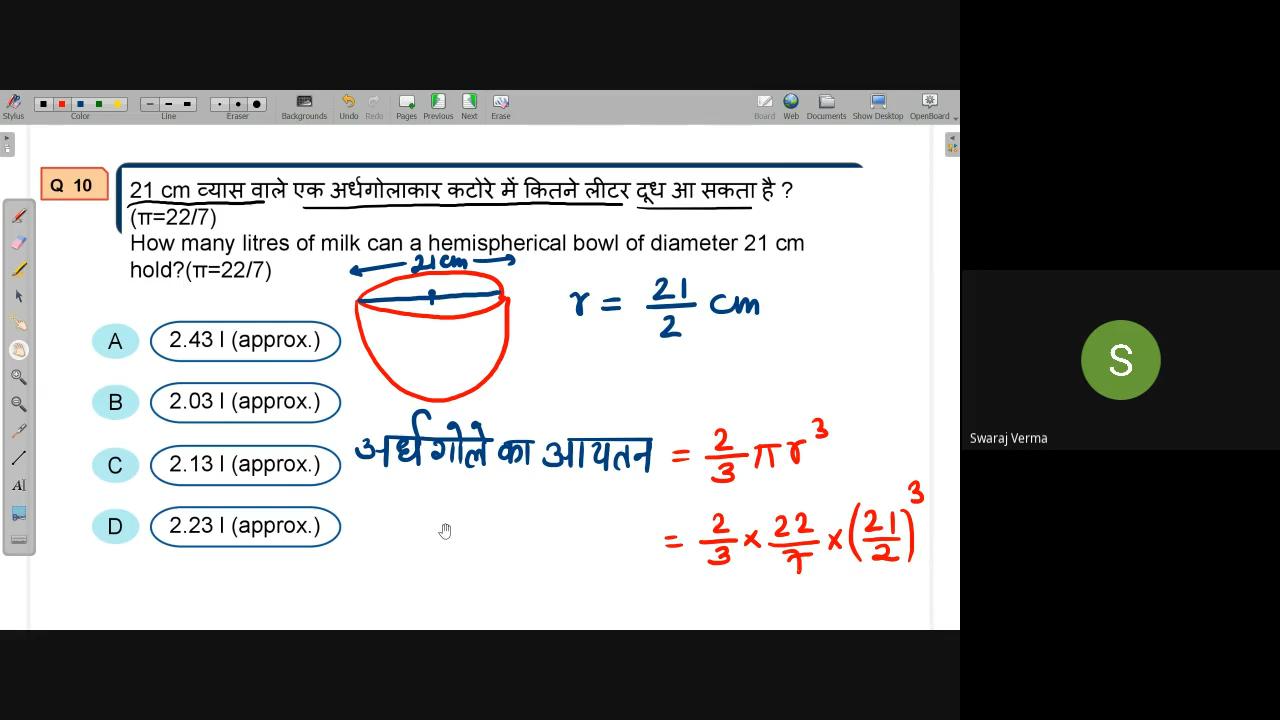 Stylus Color Line Eraser Backgrounds Undo Redo Pages Previous Next Erase Board Web Documents Show Desktop OpenBoard
Q 10
21 cm व्यास वाले एक अर्धगोलाकार कटोरे में कितने लीटर दूध आ सकता है ?
(π=22/7)
How many litres of milk can a hemispherical bowl of diameter 21 cm
hold?(π=22/7)
21 cm
r = 21/2 cm
A 2.43 l (approx.)
B 2.03 l (approx.)
C 2.13 l (approx.)
D 2.23 l (approx.)
अर्धगोले का आयतन = 2/3 πr³
= 2/3 × 22/7 × (21/2)³
S
Swaraj Verma